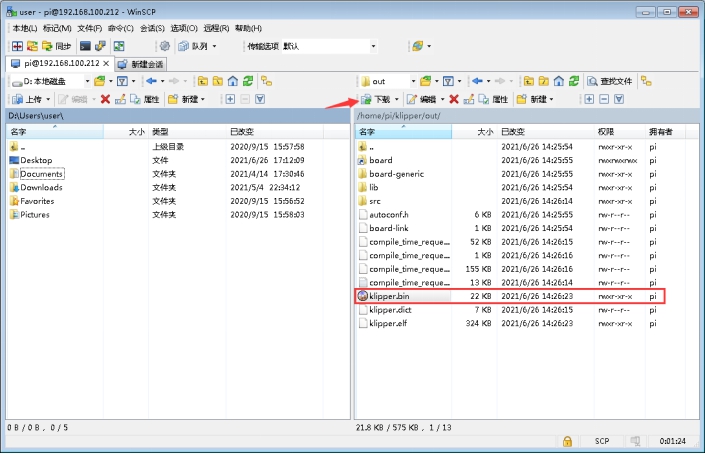 user - pi@192.168.100.212 - WinSCP
本地(L) 标记(M) 文件(F) 命令(C) 会话(S) 选项(O) 远程(R) 帮助(H)
同步 队列 传输选项 默认
pi@192.168.100.212 新建会话
D: 本地磁盘 out 查找文件
上传 编辑 属性 新建 下载 编辑 属性 新建
D:\Users\user\ /home/pi/klipper/out/
名字 大小 类型 已改变 名字 大小 已改变 权限 拥有者
.. 上级目录 2020/9/15 15:57:58 .. 2021/6/26 14:25:54 rwxr-xr-x pi
Desktop 文件 2021/6/26 17:12:09 board 2021/6/26 14:25:55 rwxrwxrwx pi
Documents 文件夹 2021/4/14 17:30:46 board-generic 2021/6/26 14:25:55 rwxr-xr-x pi
Downloads 文件夹 2021/5/4 22:34:12 lib 2021/6/26 14:25:55 rwxr-xr-x pi
Favorites 文件夹 2020/9/15 15:56:52 src 2021/6/26 14:26:14 rwxr-xr-x pi
Pictures 文件夹 2020/9/15 15:58:03 autoconf.h 6 KB 2021/6/26 14:25:55 rw-r--r-- pi
board-link 1 KB 2021/6/26 14:25:54 rw-r--r-- pi
compile_time_reque... 52 KB 2021/6/26 14:26:15 rw-r--r-- pi
compile_time_reque... 1 KB 2021/6/26 14:26:16 rw-r--r-- pi
compile_time_reque... 155 KB 2021/6/26 14:26:16 rw-r--r-- pi
compile_time_reque... 13 KB 2021/6/26 14:26:14 rw-r--r-- pi
klipper.bin 22 KB 2021/6/26 14:26:23 rwxr-xr-x pi
klipper.dict 7 KB 2021/6/26 14:26:15 rw-r--r-- pi
klipper.elf 324 KB 2021/6/26 14:26:23 rwxr-xr-x pi
0 B / 0 B, 0 / 5 21.8 KB / 575 KB, 1 / 13
SCP 0:01:24